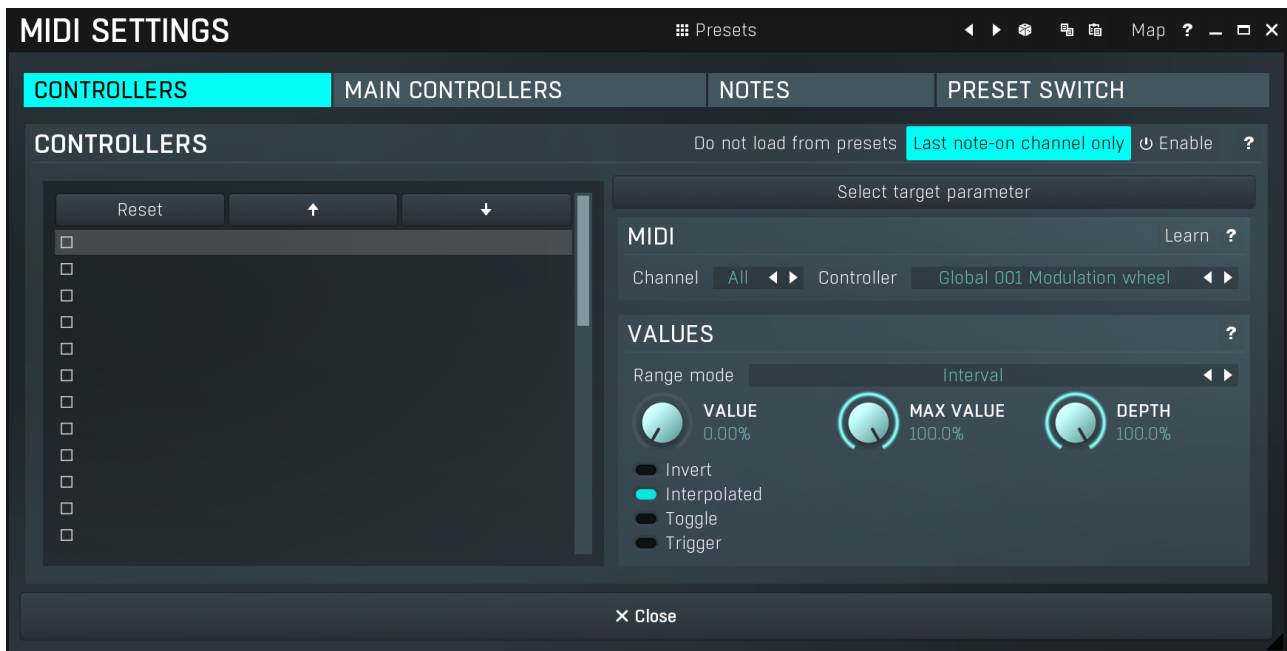 MIDI SETTINGS Presets Map ?
CONTROLLERS MAIN CONTROLLERS NOTES PRESET SWITCH
CONTROLLERS Do not load from presets Last note-on channel only Enable ?
Select target parameter
Reset
MIDI Learn ?
Channel All Controller Global 001 Modulation wheel
VALUES ?
Range mode Interval
VALUE MAX VALUE DEPTH
0.00% 100.0% 100.0%
Invert
Interpolated
Toggle
Trigger
Close